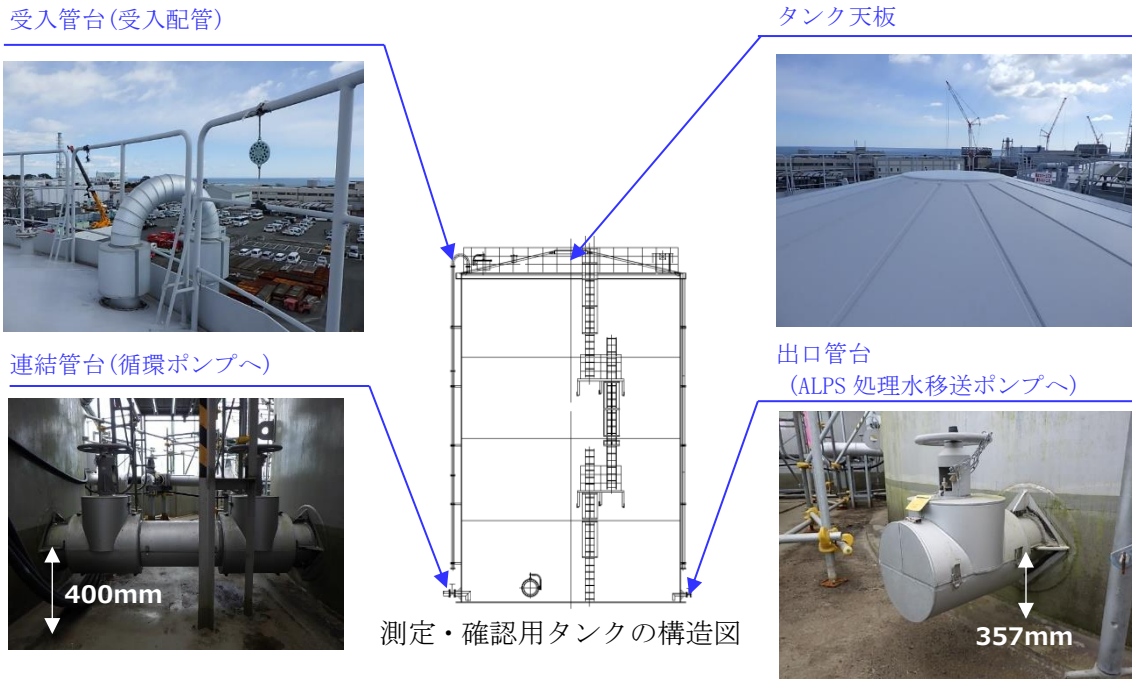 受入管台(受入配管)
タンク天板
連結管台(循環ポンプへ)
出口管台
(ALPS 処理水移送ポンプへ)
400mm
357mm
測定・確認用タンクの構造図